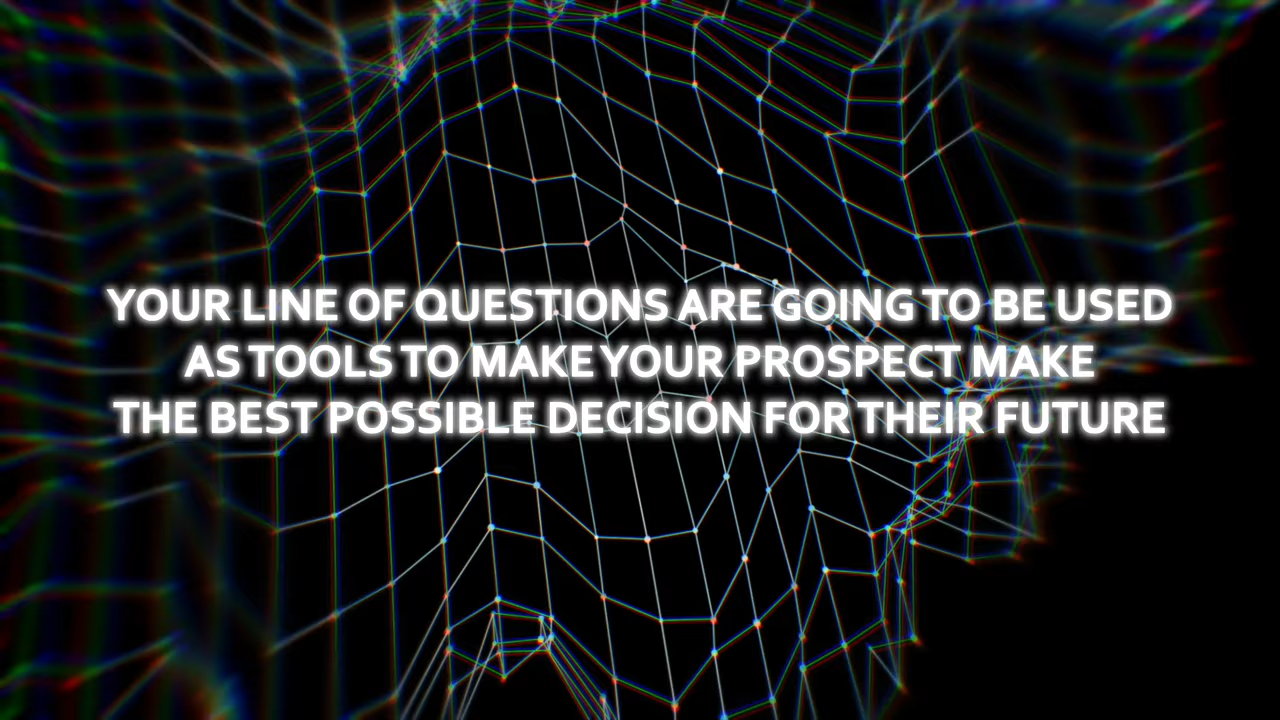 YOUR LINE OF QUESTIONS ARE GOING TO BE USED
AS TOOLS TO MAKE YOUR PROSPECT MAKE
THE BEST POSSIBLE DECISION FOR THEIR FUTURE